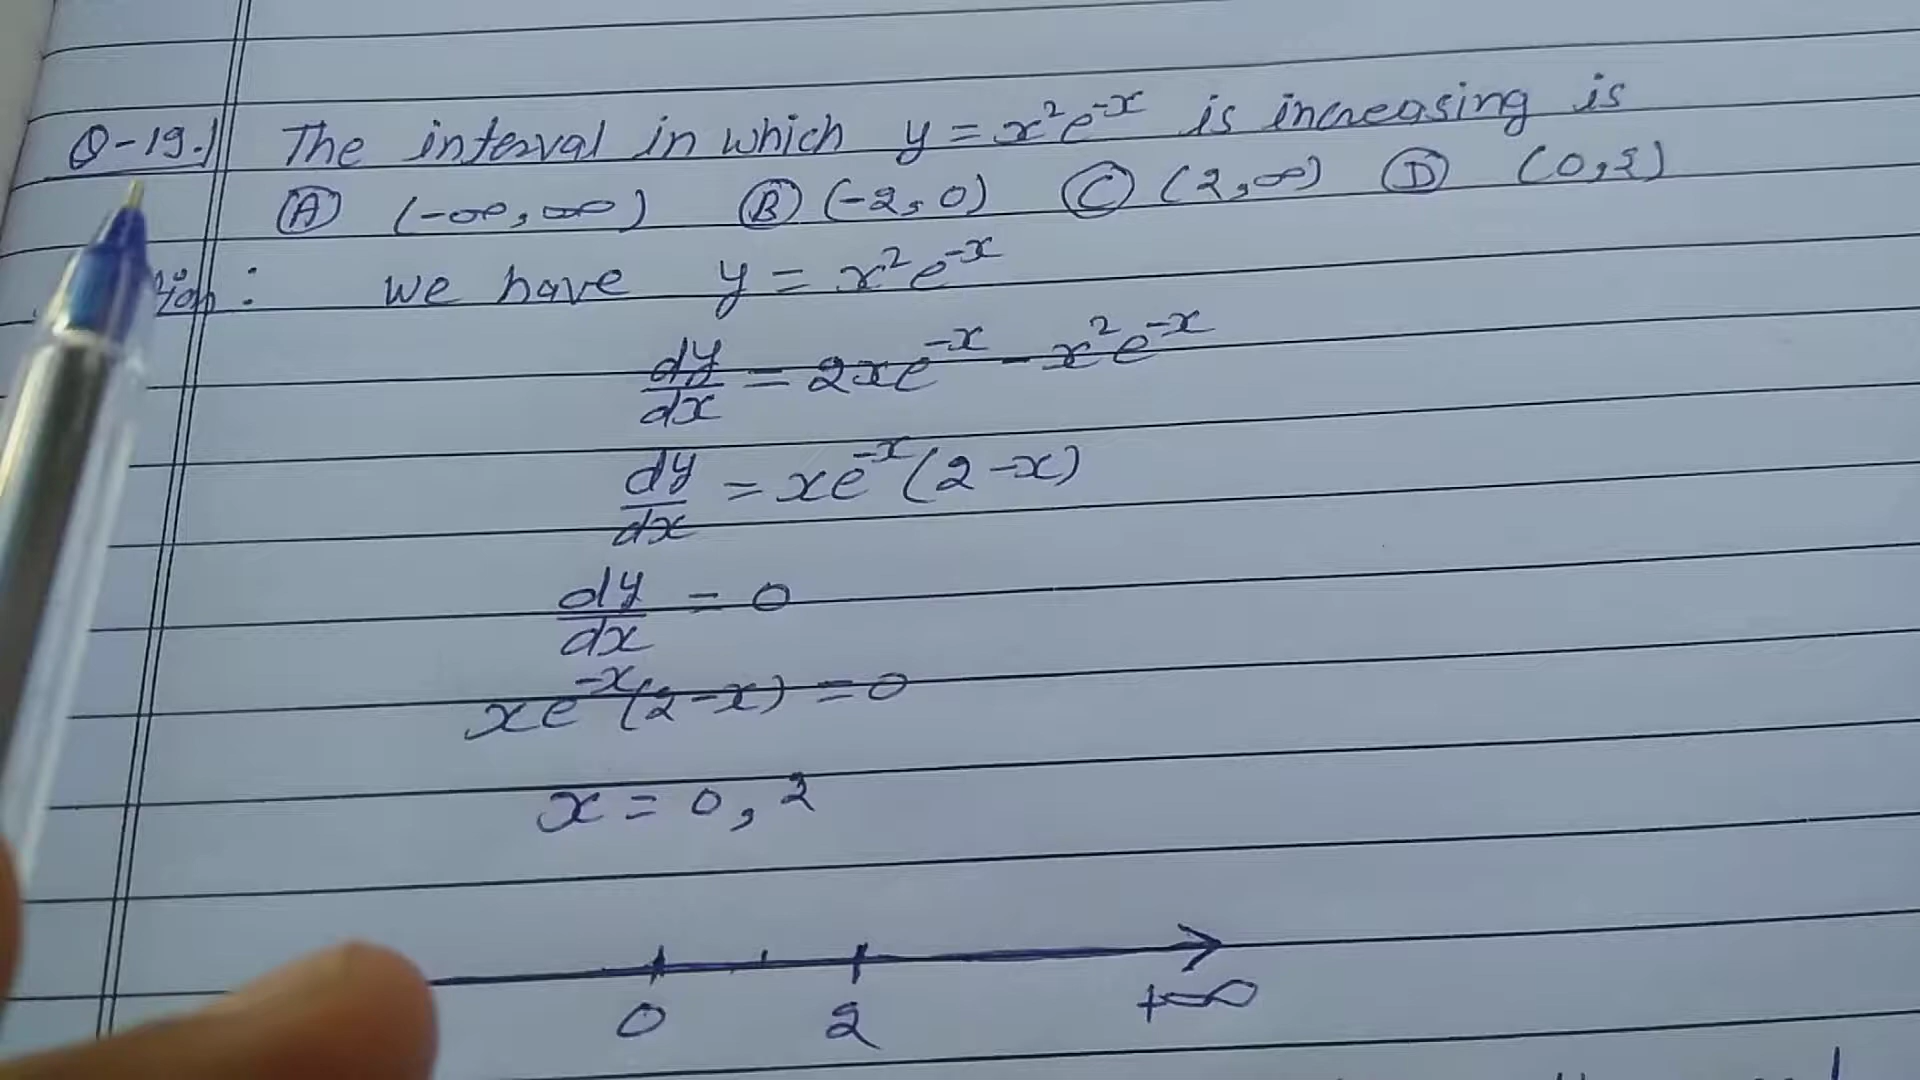 Q-19.) The interval in which y = x²e⁻ˣ is increasing is
(A) (-∞, ∞) (B) (-2, 0) (C) (2, ∞) (D) (0, 2)
: we have y = x²e⁻ˣ
dy/dx = 2xe⁻ˣ - x²e⁻ˣ
dy/dx = xe⁻ˣ(2-x)
dy/dx = 0
xe⁻ˣ(2-x) = 0
x = 0, 2
0 2 +∞